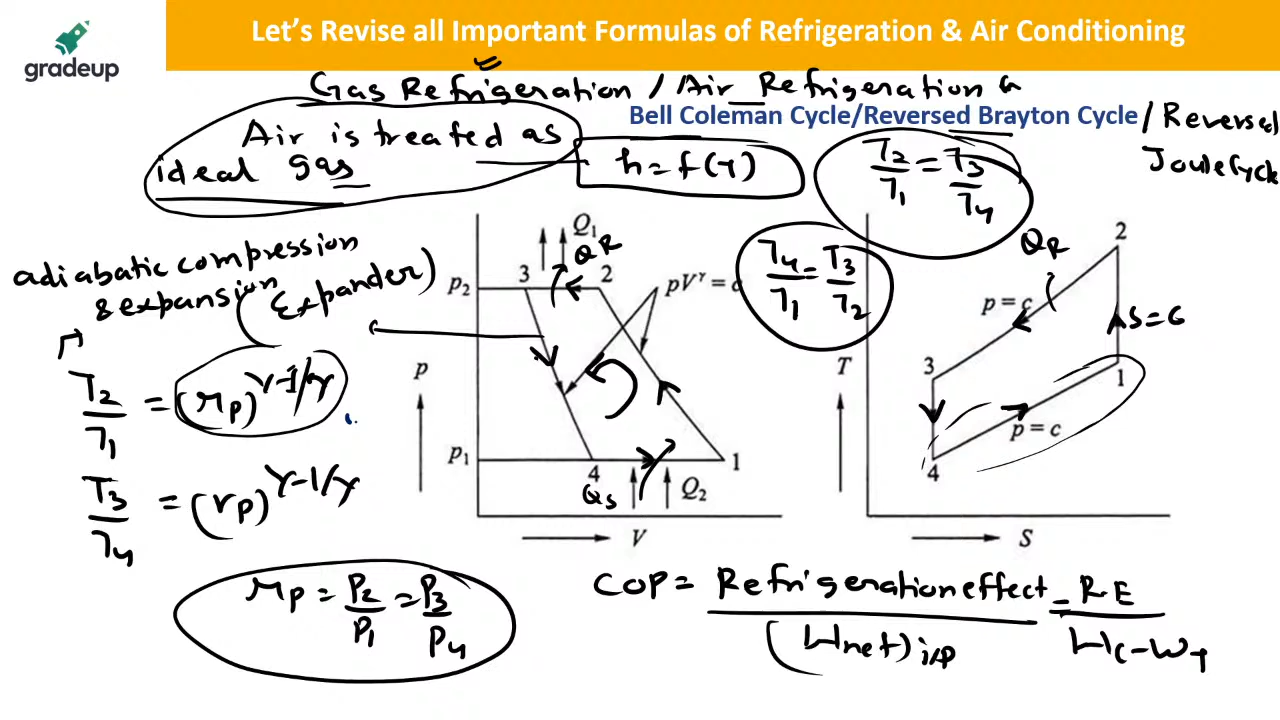 Let's Revise all Important Formulas of Refrigeration & Air Conditioning
gradeup
Gas Refrigeration / Air Refrigeration
Bell Coleman Cycle/Reversed Brayton Cycle / Reversed
Joule Cycle
Air is treated as
ideal gas
h = f(T)
T2/T1 = T3/T4
T4/T1 = T3/T2
adiabatic compression
& expansion (Expander)
T2/T1 = (rp)^γ-1/γ
T3/T4 = (rp)^γ-1/γ
rp = P2/P1 = P3/P4
Q1
QR
3 2
p2
pVγ = c
p
p1
4 1
Qs Q2
V
2
QR
p = c
S = C
3
T
1
p = c
4
S
COP = Refrigeration effect / (Wnet)i/p = RE / Wc - WT